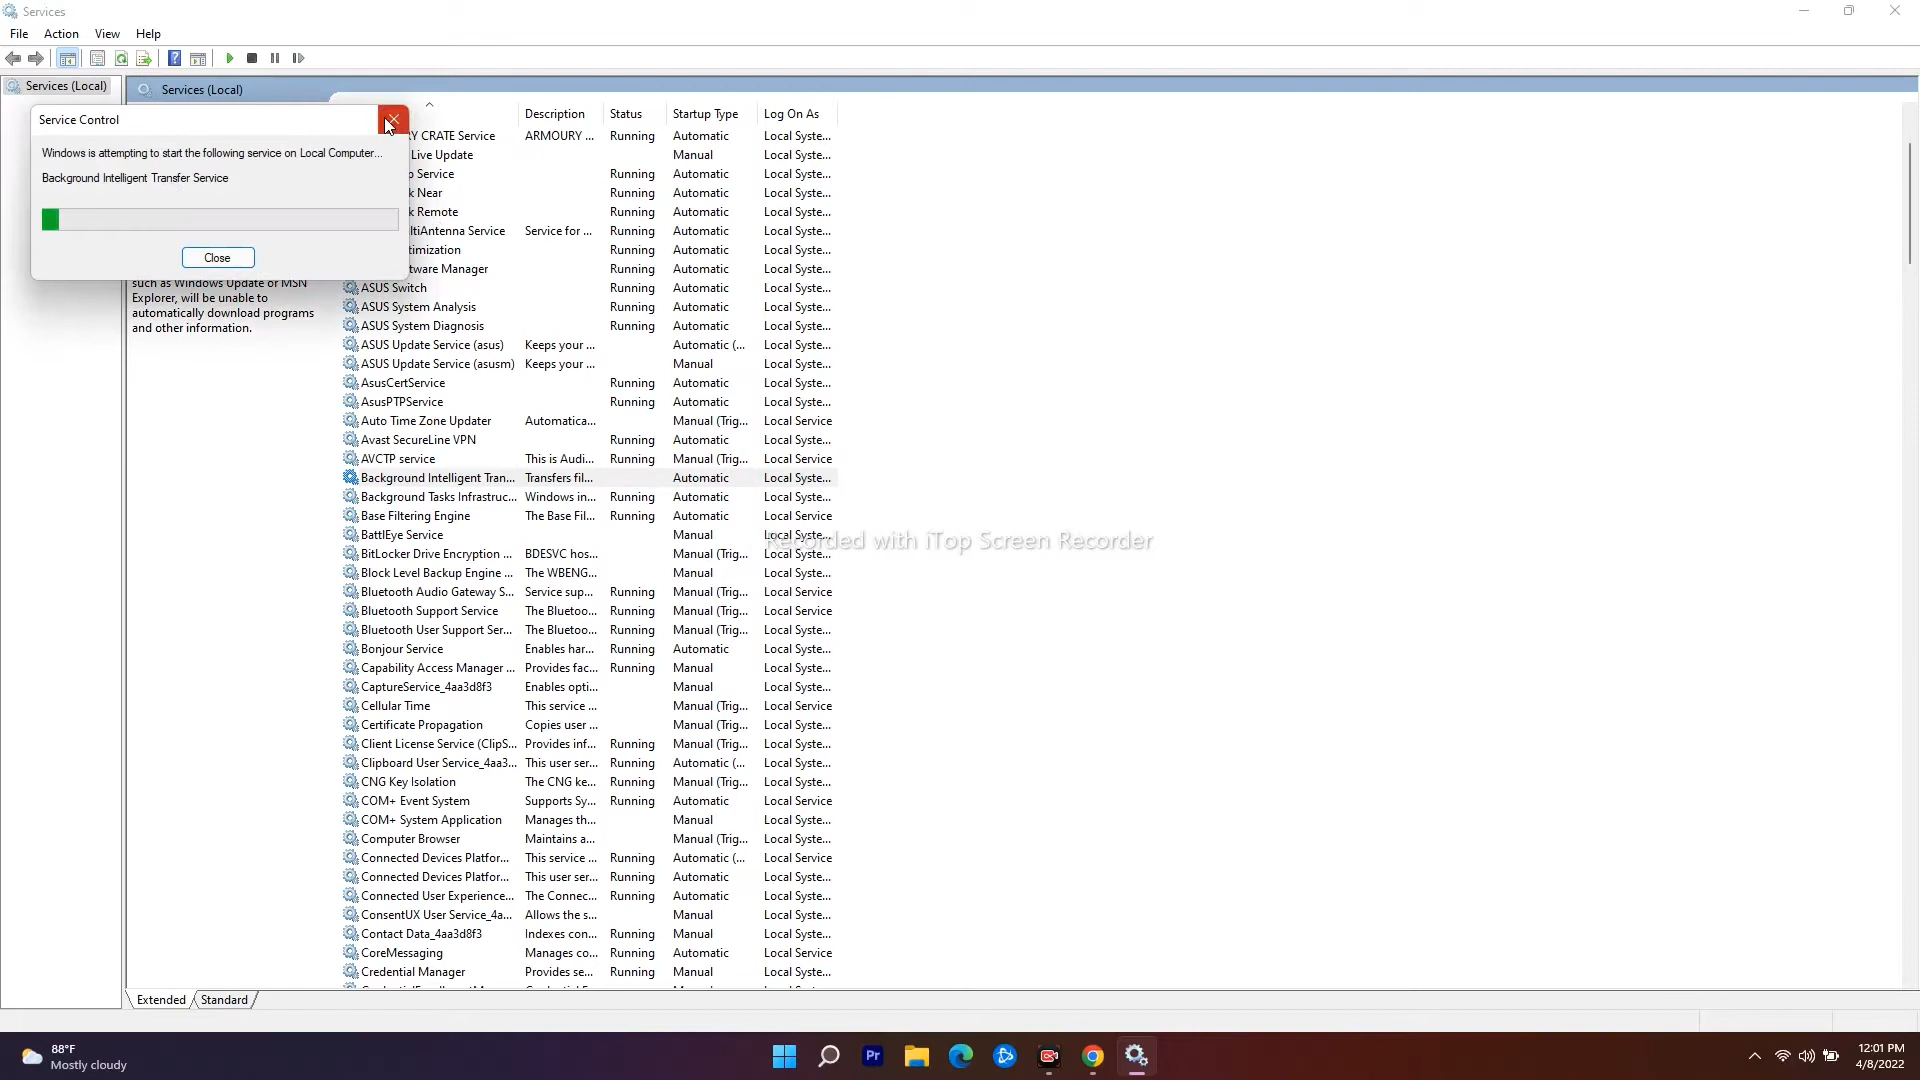 Services
File Action View Help
Services (Local)
Services (Local)
Service Control
Windows is attempting to start the following service on Local Computer...
Background Intelligent Transfer Service
Close
such as Windows Update or MSN
Explorer, will be unable to
automatically download programs
and other information.
Description Status Startup Type Log On As
Y CRATE Service ARMOURY ... Running Automatic Local Syste...
Live Update Manual Local Syste...
p Service Running Automatic Local Syste...
k Near Running Automatic Local Syste...
k Remote Running Automatic Local Syste...
ltiAntenna Service Service for ... Running Automatic Local Syste...
timization Running Automatic Local Syste...
tware Manager Running Automatic Local Syste...
ASUS Switch Running Automatic Local Syste...
ASUS System Analysis Running Automatic Local Syste...
ASUS System Diagnosis Running Automatic Local Syste...
ASUS Update Service (asus) Keeps your ... Automatic (... Local Syste...
ASUS Update Service (asusm) Keeps your ... Manual Local Syste...
AsusCertService Running Automatic Local Syste...
AsusPTPService Running Automatic Local Syste...
Auto Time Zone Updater Automatica... Manual (Trig... Local Service
Avast SecureLine VPN Running Automatic Local Syste...
AVCTP service This is Audi... Running Manual (Trig... Local Service
Background Intelligent Tran... Transfers fil... Automatic Local Syste...
Background Tasks Infrastruc... Windows in... Running Automatic Local Syste...
Base Filtering Engine The Base Fil... Running Automatic Local Service
BattlEye Service Manual Local Syste...
Recorded with iTop Screen Recorder
BitLocker Drive Encryption ... BDESVC hos... Manual (Trig... Local Syste...
Block Level Backup Engine ... The WBENG... Manual Local Syste...
Bluetooth Audio Gateway S... Service sup... Running Manual (Trig... Local Service
Bluetooth Support Service The Bluetoo... Running Manual (Trig... Local Service
Bluetooth User Support Ser... The Bluetoo... Running Manual (Trig... Local Syste...
Bonjour Service Enables har... Running Automatic Local Syste...
Capability Access Manager ... Provides fac... Running Manual Local Syste...
CaptureService_4aa3d8f3 Enables opti... Manual Local Syste...
Cellular Time This service ... Manual (Trig... Local Service
Certificate Propagation Copies user ... Manual (Trig... Local Syste...
Client License Service (ClipS... Provides inf... Running Manual (Trig... Local Syste...
Clipboard User Service_4aa3... This user ser... Running Automatic (... Local Syste...
CNG Key Isolation The CNG ke... Running Manual (Trig... Local Syste...
COM+ Event System Supports Sy... Running Automatic Local Service
COM+ System Application Manages th... Manual Local Syste...
Computer Browser Maintains a... Manual (Trig... Local Syste...
Connected Devices Platfor... This service ... Running Automatic (... Local Service
Connected Devices Platfor... This user ser... Running Automatic Local Syste...
Connected User Experience... The Connec... Running Automatic Local Syste...
ConsentUX User Service_4a... Allows the s... Manual Local Syste...
Contact Data_4aa3d8f3 Indexes con... Running Manual Local Syste...
CoreMessaging Manages co... Running Automatic Local Service
Credential Manager Provides se... Running Manual Local Syste...
Extended Standard
88°F
Mostly cloudy
Pr
12:01 PM
4/8/2022